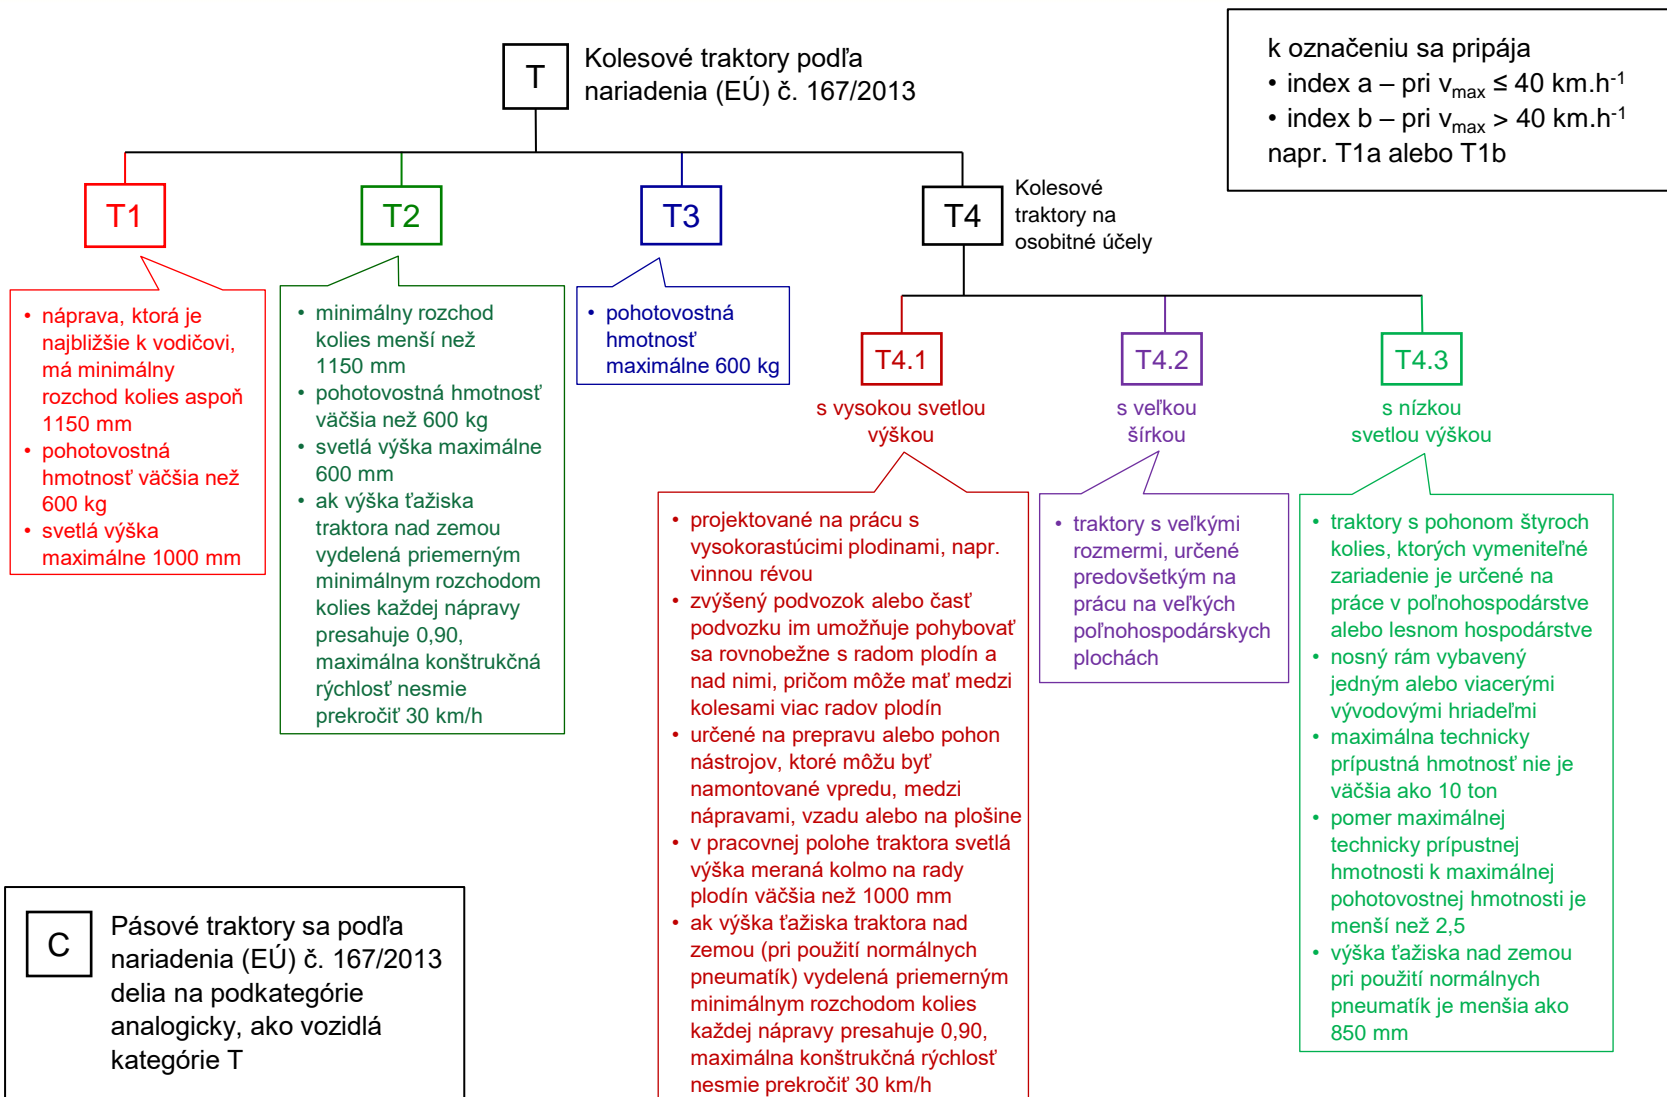 T
Kolesové traktory podľa
nariadenia (EÚ) č. 167/2013
k označeniu sa pripája
• index a – pri vmax ≤ 40 km.h-1
• index b – pri vmax > 40 km.h-1
napr. T1a alebo T1b
T1
T2
T3
T4
Kolesové
traktory na
osobitné účely
• náprava, ktorá je
najbližšie k vodičovi,
má minimálny
rozchod kolies aspoň
1150 mm
• pohotovostná
hmotnosť väčšia než
600 kg
• svetlá výška
maximálne 1000 mm
• minimálny rozchod
kolies menší než
1150 mm
• pohotovostná hmotnosť
väčšia než 600 kg
• svetlá výška maximálne
600 mm
• ak výška ťažiska
traktora nad zemou
vydelená priemerným
minimálnym rozchodom
kolies každej nápravy
presahuje 0,90,
maximálna konštrukčná
rýchlosť nesmie
prekročiť 30 km/h
• pohotovostná
hmotnosť
maximálne 600 kg
T4.1
s vysokou svetlou
výškou
• projektované na prácu s
vysokorastúcimi plodinami, napr.
vinnou révou
• zvýšený podvozok alebo časť
podvozku im umožňuje pohybovať
sa rovnobežne s radom plodín a
nad nimi, pričom môže mať medzi
kolesami viac radov plodín
• určené na prepravu alebo pohon
nástrojov, ktoré môžu byť
namontované vpredu, medzi
nápravami, vzadu alebo na plošine
• v pracovnej polohe traktora svetlá
výška meraná kolmo na rady
plodín väčšia než 1000 mm
• ak výška ťažiska traktora nad
zemou (pri použití normálnych
pneumatík) vydelená priemerným
minimálnym rozchodom kolies
každej nápravy presahuje 0,90,
maximálna konštrukčná rýchlosť
nesmie prekročiť 30 km/h
T4.2
s veľkou
šírkou
• traktory s veľkými
rozmermi, určené
predovšetkým na
prácu na veľkých
poľnohospodárskych
plochách
T4.3
s nízkou
svetlou výškou
• traktory s pohonom štyroch
kolies, ktorých vymeniteľné
zariadenie je určené na
práce v poľnohospodárstve
alebo lesnom hospodárstve
• nosný rám vybavený
jedným alebo viacerými
vývodovými hriadeľmi
• maximálna technicky
prípustná hmotnosť nie je
väčšia ako 10 ton
• pomer maximálnej
technicky prípustnej
hmotnosti k maximálnej
pohotovostnej hmotnosti je
menší než 2,5
• výška ťažiska nad zemou
pri použití normálnych
pneumatík je menšia ako
850 mm
C
Pásové traktory sa podľa
nariadenia (EÚ) č. 167/2013
delia na podkategórie
analogicky, ako vozidlá
kategórie T